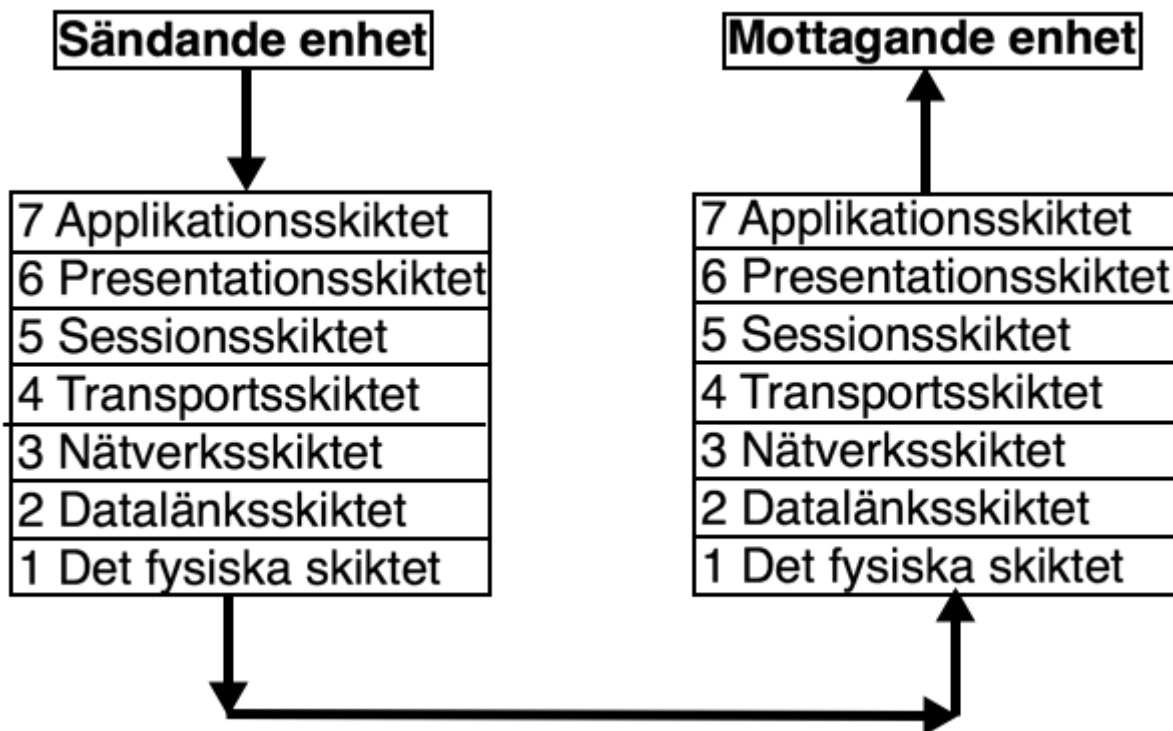 Sändande enhet
7 Applikationsskiktet
6 Presentationsskiktet
5 Sessionsskiktet
4 Transportsskiktet
3 Nätverksskiktet
2 Datalänksskiktet
1 Det fysiska skiktet
Mottagande enhet
7 Applikationsskiktet
6 Presentationsskiktet
5 Sessionsskiktet
4 Transportsskiktet
3 Nätverksskiktet
2 Datalänksskiktet
1 Det fysiska skiktet